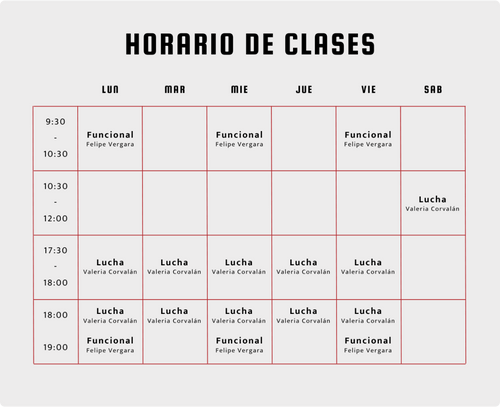 HORARIO DE CLASES
LUN MAR MIE JUE VIE SAB
9:30
-
10:30
Funcional Funcional Funcional
Felipe Vergara Felipe Vergara Felipe Vergara
10:30
-
12:00
Lucha
Valeria Corvalán
17:30
-
18:00
Lucha Lucha Lucha Lucha Lucha
Valeria Corvalán Valeria Corvalán Valeria Corvalán Valeria Corvalán Valeria Corvalán
18:00
19:00
Lucha Lucha Lucha Lucha Lucha
Valeria Corvalán Valeria Corvalán Valeria Corvalán Valeria Corvalán Valeria Corvalán
Funcional Funcional Funcional
Felipe Vergara Felipe Vergara Felipe Vergara